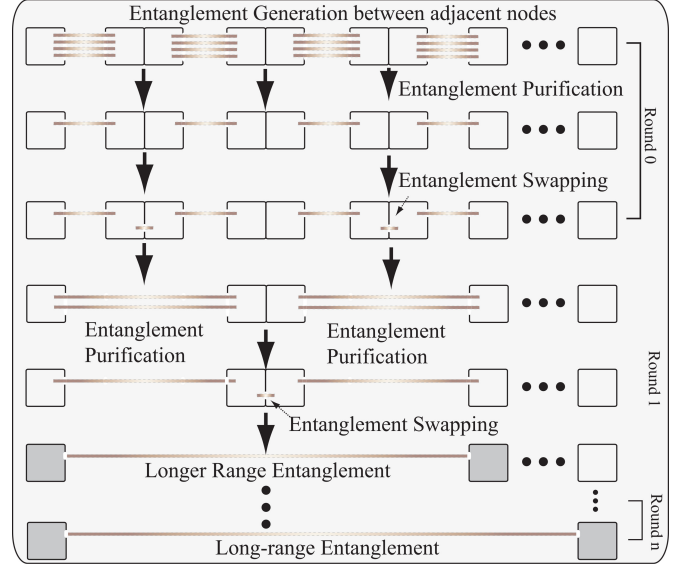 Entanglement Generation between adjacent nodes
Entanglement Purification
Round 0
Entanglement Swapping
Entanglement
Purification
Entanglement
Purification
Round 1
Entanglement Swapping
Longer Range Entanglement
Round n
Long-range Entanglement